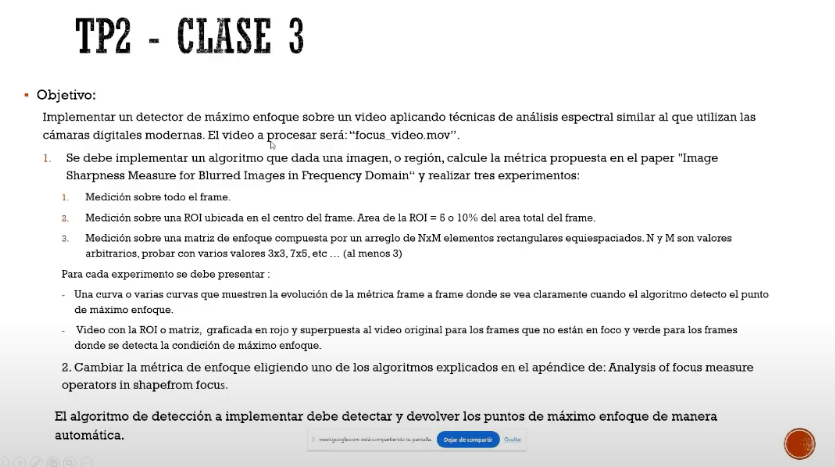 TP2 - CLASE 3
▪ Objetivo:
Implementar un detector de máximo enfoque sobre un video aplicando técnicas de análisis espectral similar al que utilizan las
cámaras digitales modernas. El video a procesar será: “focus_video.mov”.
1. Se debe implementar un algoritmo que dada una imagen, o región, calcule la métrica propuesta en el paper "Image
Sharpness Measure for Blurred Images in Frequency Domain“ y realizar tres experimentos:
1. Medición sobre todo el frame.
2. Medición sobre una ROI ubicada en el centro del frame. Area de la ROI = 5 o 10% del area total del frame.
3. Medición sobre una matriz de enfoque compuesta por un arreglo de NxM elementos rectangulares equiespaciados. N y M son valores
arbitrarios, probar con varios valores 3x3, 7x5, etc … (al menos 3)
Para cada experimento se debe presentar :
- Una curva o varias curvas que muestren la evolución de la métrica frame a frame donde se vea claramente cuando el algoritmo detecto el punto
de máximo enfoque.
- Video con la ROI o matriz, graficada en rojo y superpuesta al video original para los frames que no están en foco y verde para los frames
donde se detecta la condición de máximo enfoque.
2. Cambiar la métrica de enfoque eligiendo uno de los algoritmos explicados en el apéndice de: Analysis of focus measure
operators in shapefrom focus.
El algoritmo de detección a implementar debe detectar y devolver los puntos de máximo enfoque de manera
automática.
meet.google.com está compartiendo tu pantalla. Dejar de compartir Ocultar